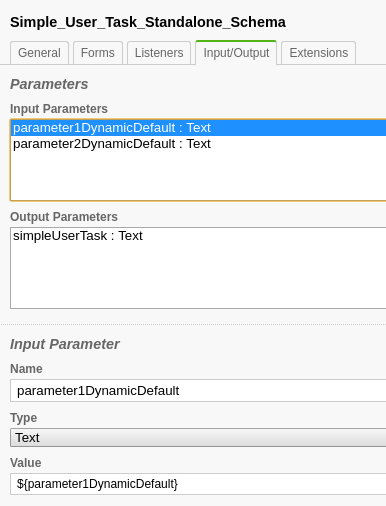 Simple_User_Task_Standalone_Schema
General Forms Listeners Input/Output Extensions
Parameters
Input Parameters
parameter1DynamicDefault : Text
parameter2DynamicDefault : Text
Output Parameters
simpleUserTask : Text
Input Parameter
Name
parameter1DynamicDefault
Type
Text
Value
${parameter1DynamicDefault}